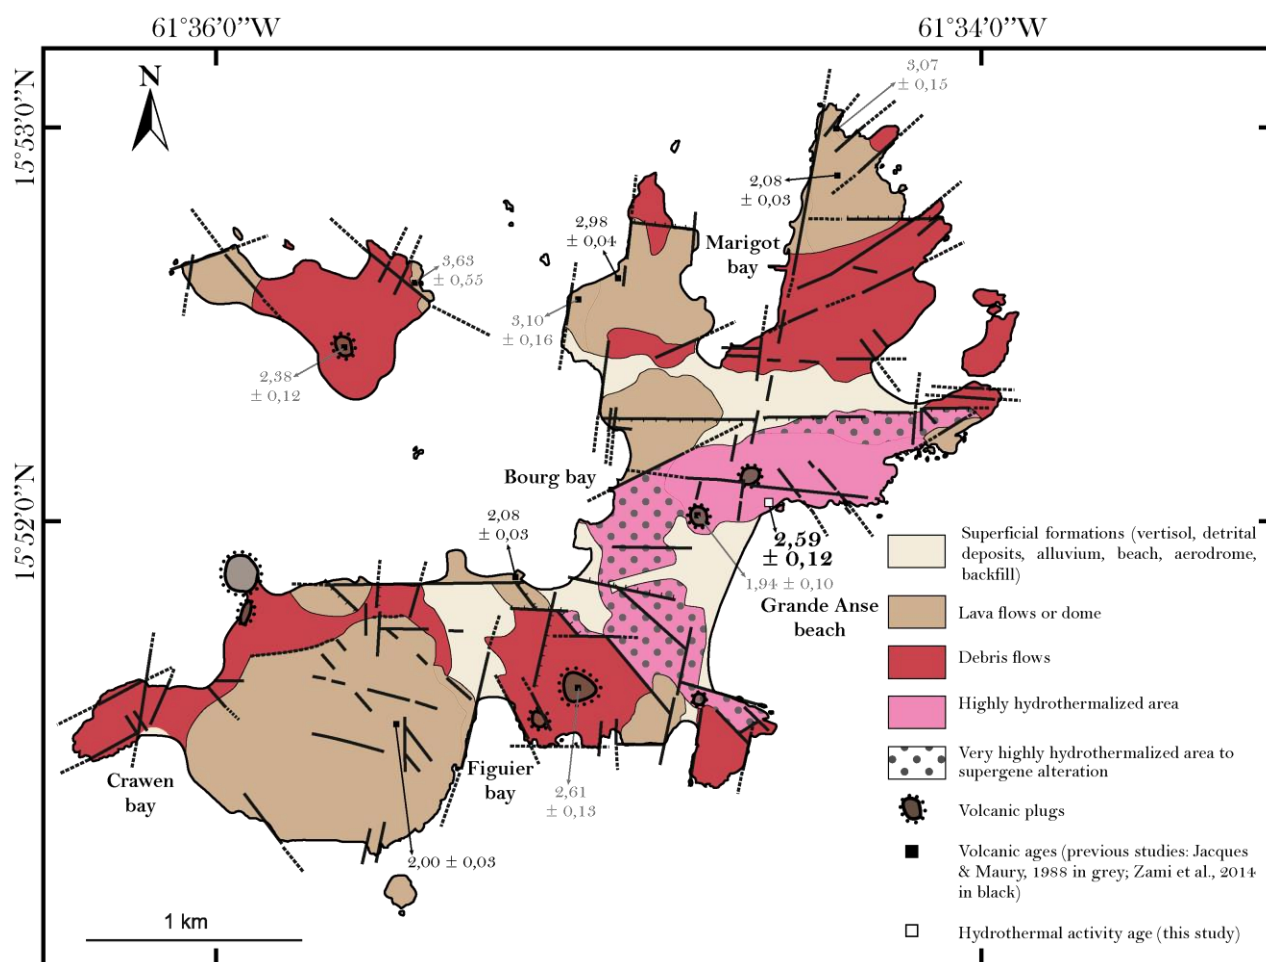 61°36'0''W
61°34'0''W
15°53'0''N
15°52'0''N
N
3,07
± 0,15
2,08
± 0,03
2,98
± 0,04
Marigot
bay
3,63
± 0,55
3,10
± 0,16
2,38
± 0,12
Bourg bay
2,08
± 0,03
2,59
± 0,12
1,94 ± 0,10
Grande Anse
beach
Crawen
bay
Figuier
bay
2,61
± 0,13
2,00 ± 0,03
1 km
Superficial formations (vertisol, detrital
deposits, alluvium, beach, aerodrome,
backfill)
Lava flows or dome
Debris flows
Highly hydrothermalized area
Very highly hydrothermalized area to
supergene alteration
Volcanic plugs
Volcanic ages (previous studies: Jacques
& Maury, 1988 in grey; Zami et al., 2014
in black)
Hydrothermal activity age (this study)